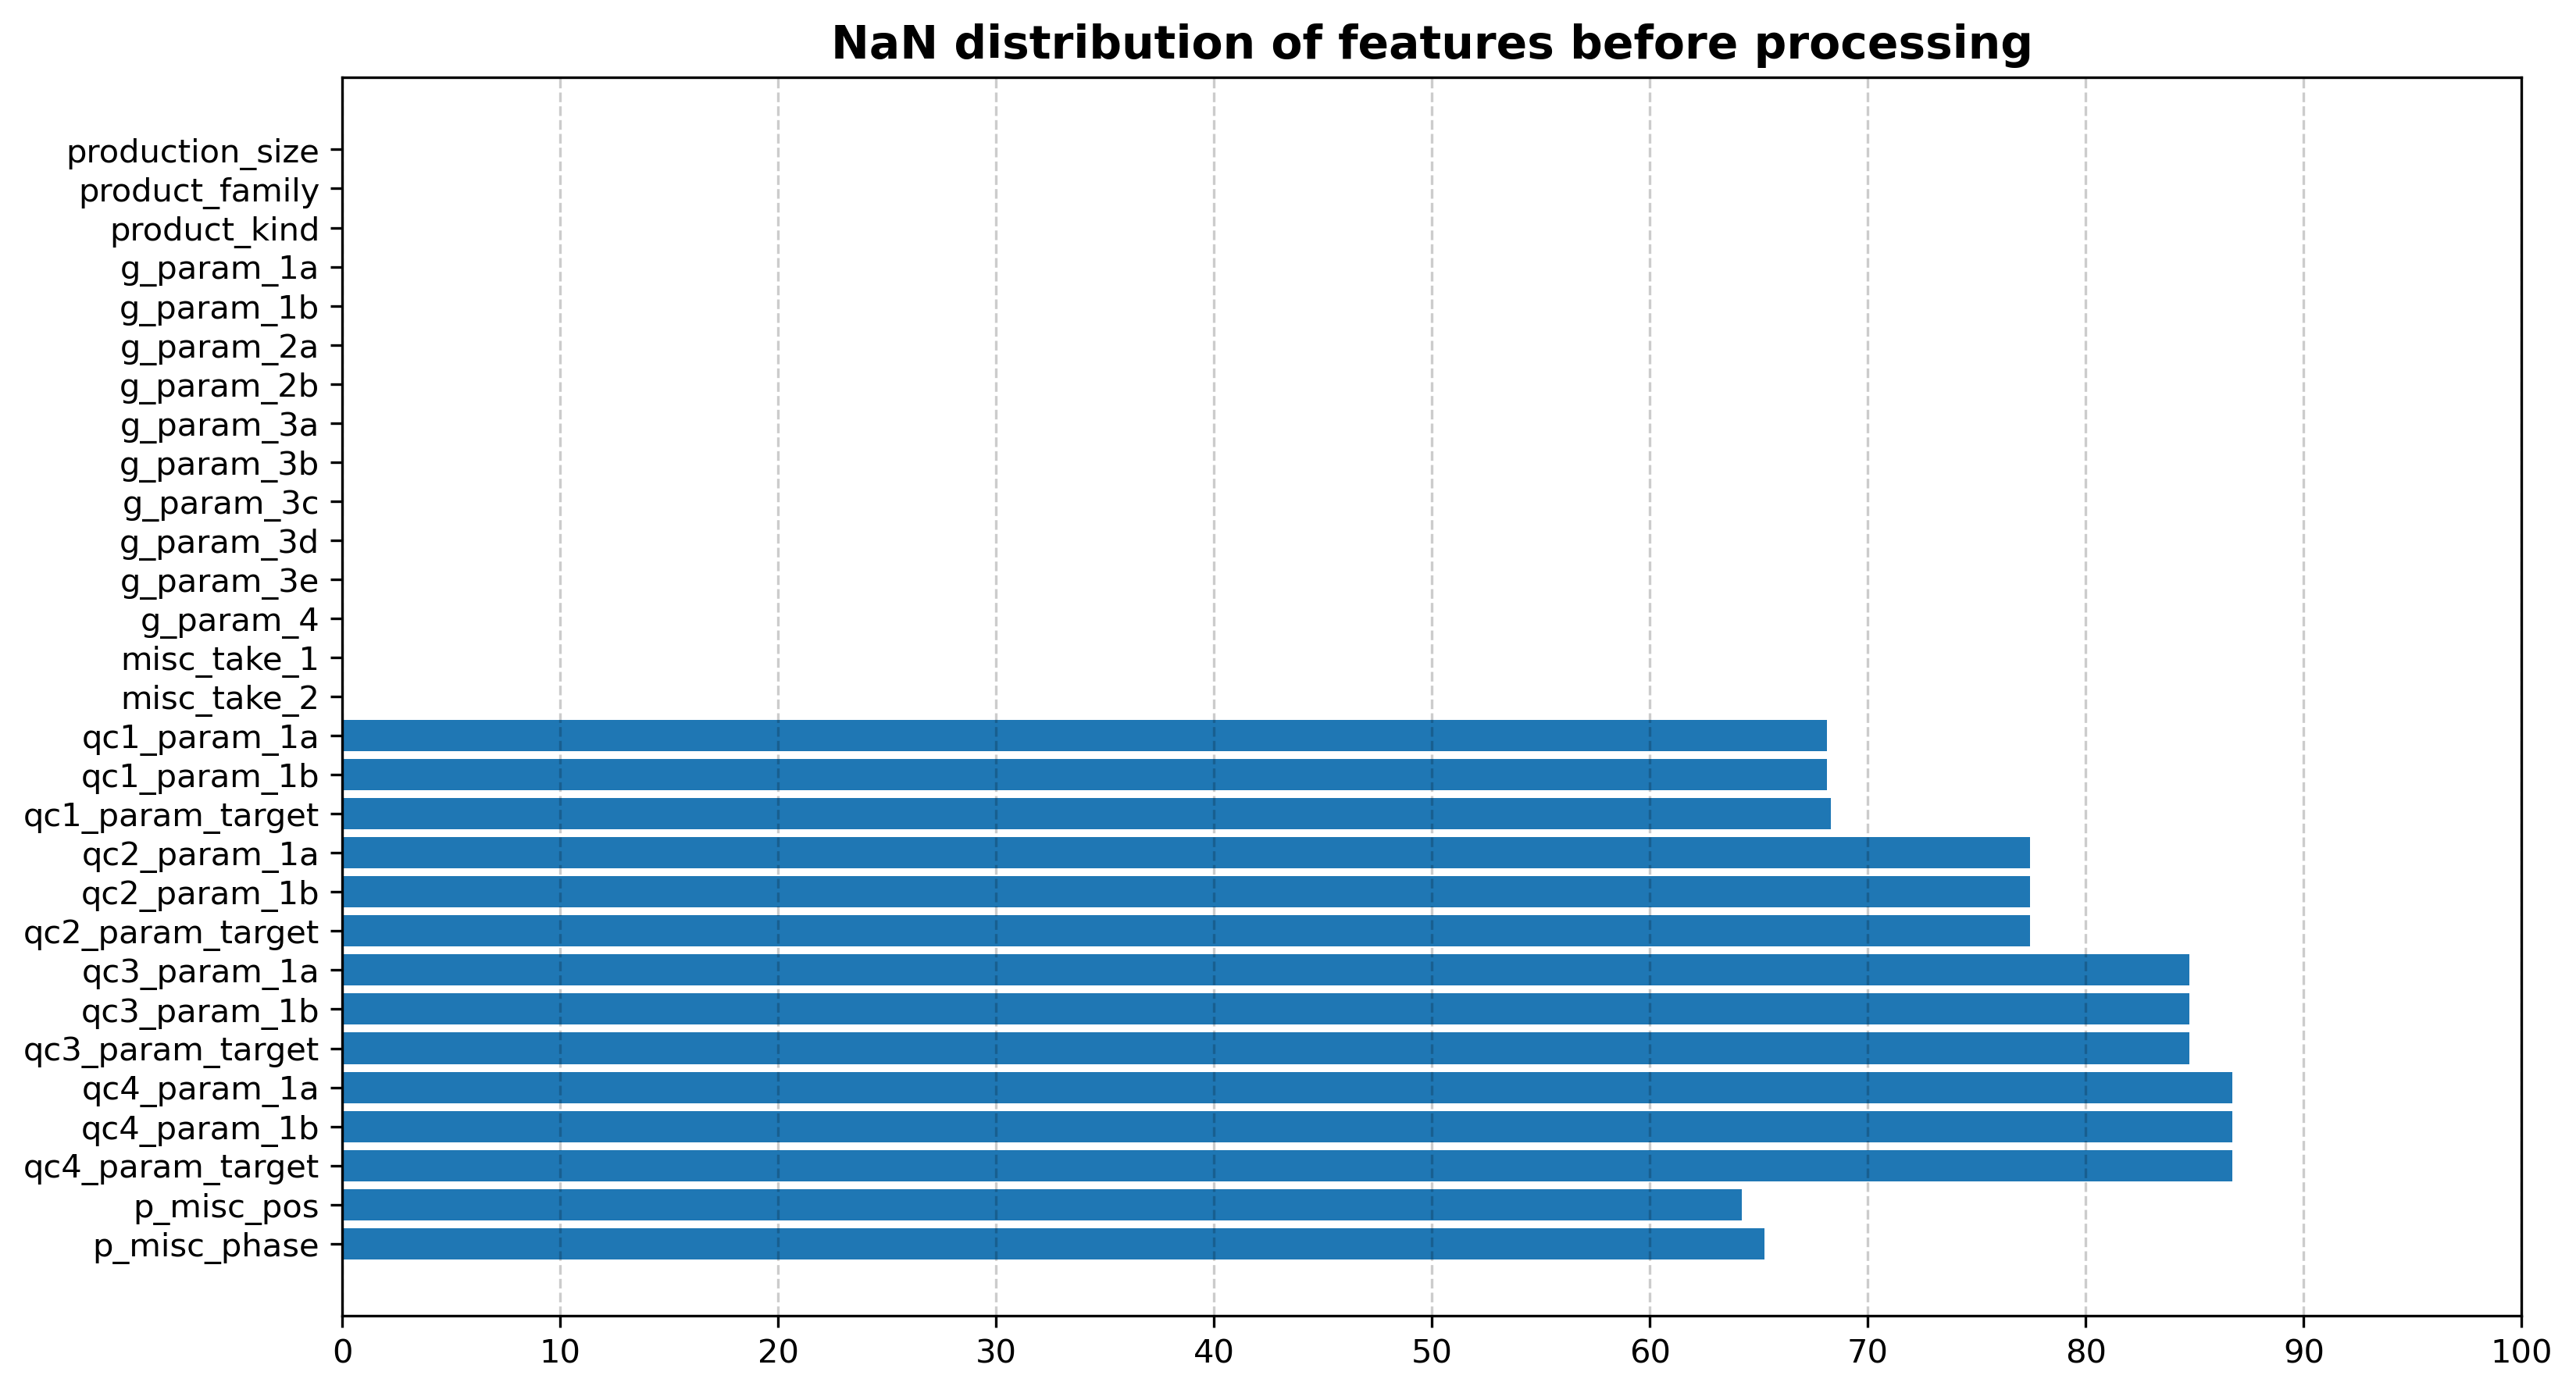 NaN distribution of features before processing
production_size
product_family
product_kind
g_param_1a
g_param_1b
g_param_2a
g_param_2b
g_param_3a
g_param_3b
g_param_3c
g_param_3d
g_param_3e
g_param_4
misc_take_1
misc_take_2
qc1_param_1a
qc1_param_1b
qc1_param_target
qc2_param_1a
qc2_param_1b
qc2_param_target
qc3_param_1a
qc3_param_1b
qc3_param_target
qc4_param_1a
qc4_param_1b
qc4_param_target
p_misc_pos
p_misc_phase
0 10 20 30 40 50 60 70 80 90 100